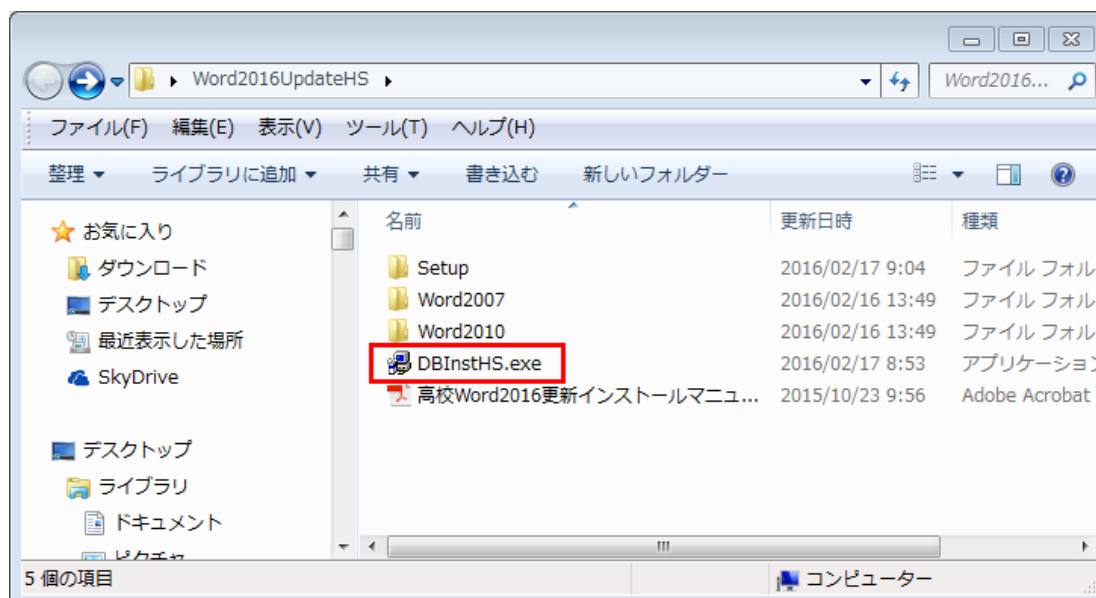 Word2016UpdateHS
Word2016...
ファイル(F) 編集(E) 表示(V) ツール(T) ヘルプ(H)
整理 ライブラリに追加 共有 書き込む 新しいフォルダー
お気に入り
ダウンロード
デスクトップ
最近表示した場所
SkyDrive
デスクトップ
ライブラリ
ドキュメント
ピクチャ
名前 更新日時 種類
Setup 2016/02/17 9:04 ファイル フォル
Word2007 2016/02/16 13:49 ファイル フォル
Word2010 2016/02/16 13:49 ファイル フォル
DBInstHS.exe 2016/02/17 8:53 アプリケーション
高校Word2016更新インストールマニュ... 2015/10/23 9:56 Adobe Acrobat
5 個の項目 コンピューター